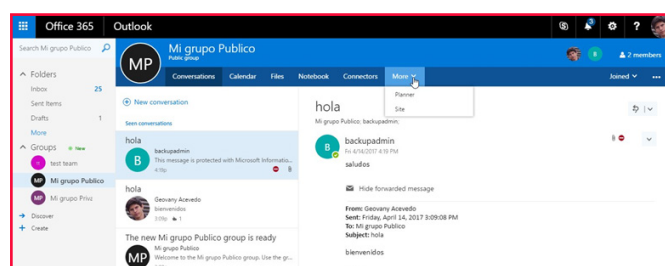 Office 365
Outlook
3
?
Search Mi grupo Publico
MP
Mi grupo Publico
Public group
2 members
Conversations
Calendar
Files
Notebook
Connectors
More
Joined
Planner
Site
Folders
Inbox 25
Sent Items
Drafts 1
More
Groups New
test team
MP Mi grupo Publico
MP Mi grupo Priva
Discover
Create
New conversation
Seen conversations
hola
B
backupadmin
This message is protected with Microsoft Informatio...
4:19p
hola
Geovany Acevedo
bienvenidos
3:09p 1
The new Mi grupo Publico group is ready
MP
Mi grupo Publico
Welcome to the Mi grupo Publico group. Use the gr...
hola
Mi grupo Publico; backupadmin;
B
backupadmin
Fri 4/14/2017 4:19 PM
saludos
Hide forwarded message
From: Geovany Acevedo
Sent: Friday, April 14, 2017 3:09:08 PM
To: Mi grupo Publico
Subject: hola
bienvenidos